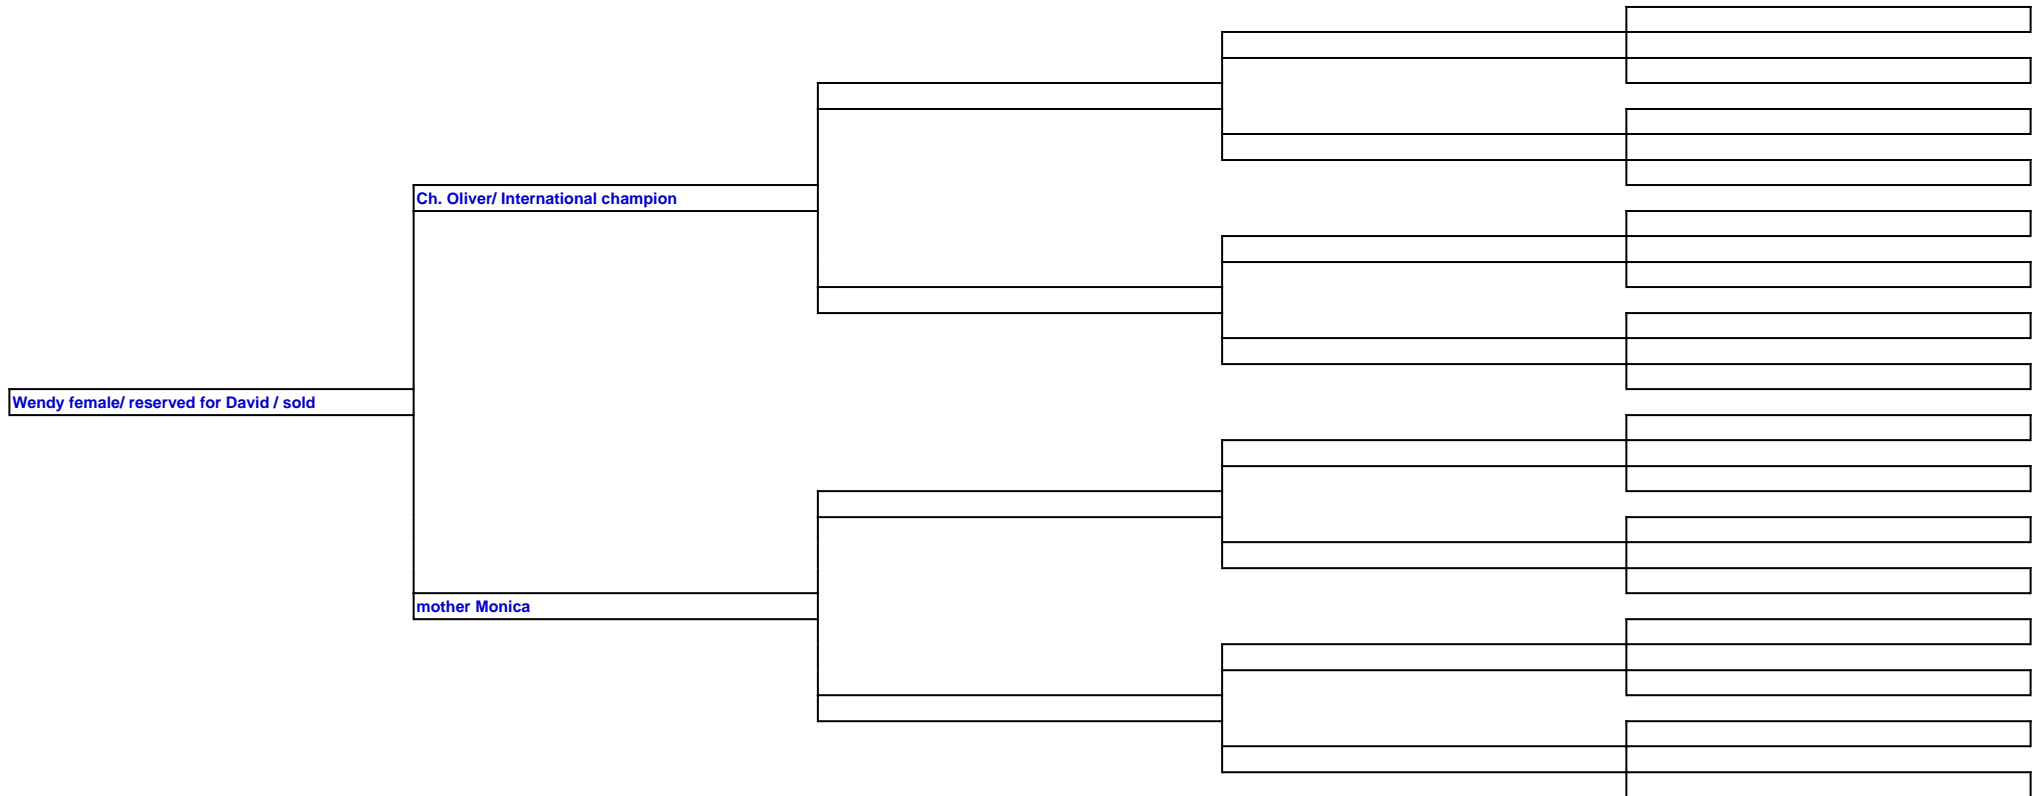 Ch. Oliver/ International champion
Wendy female/ reserved for David / sold
mother Monica